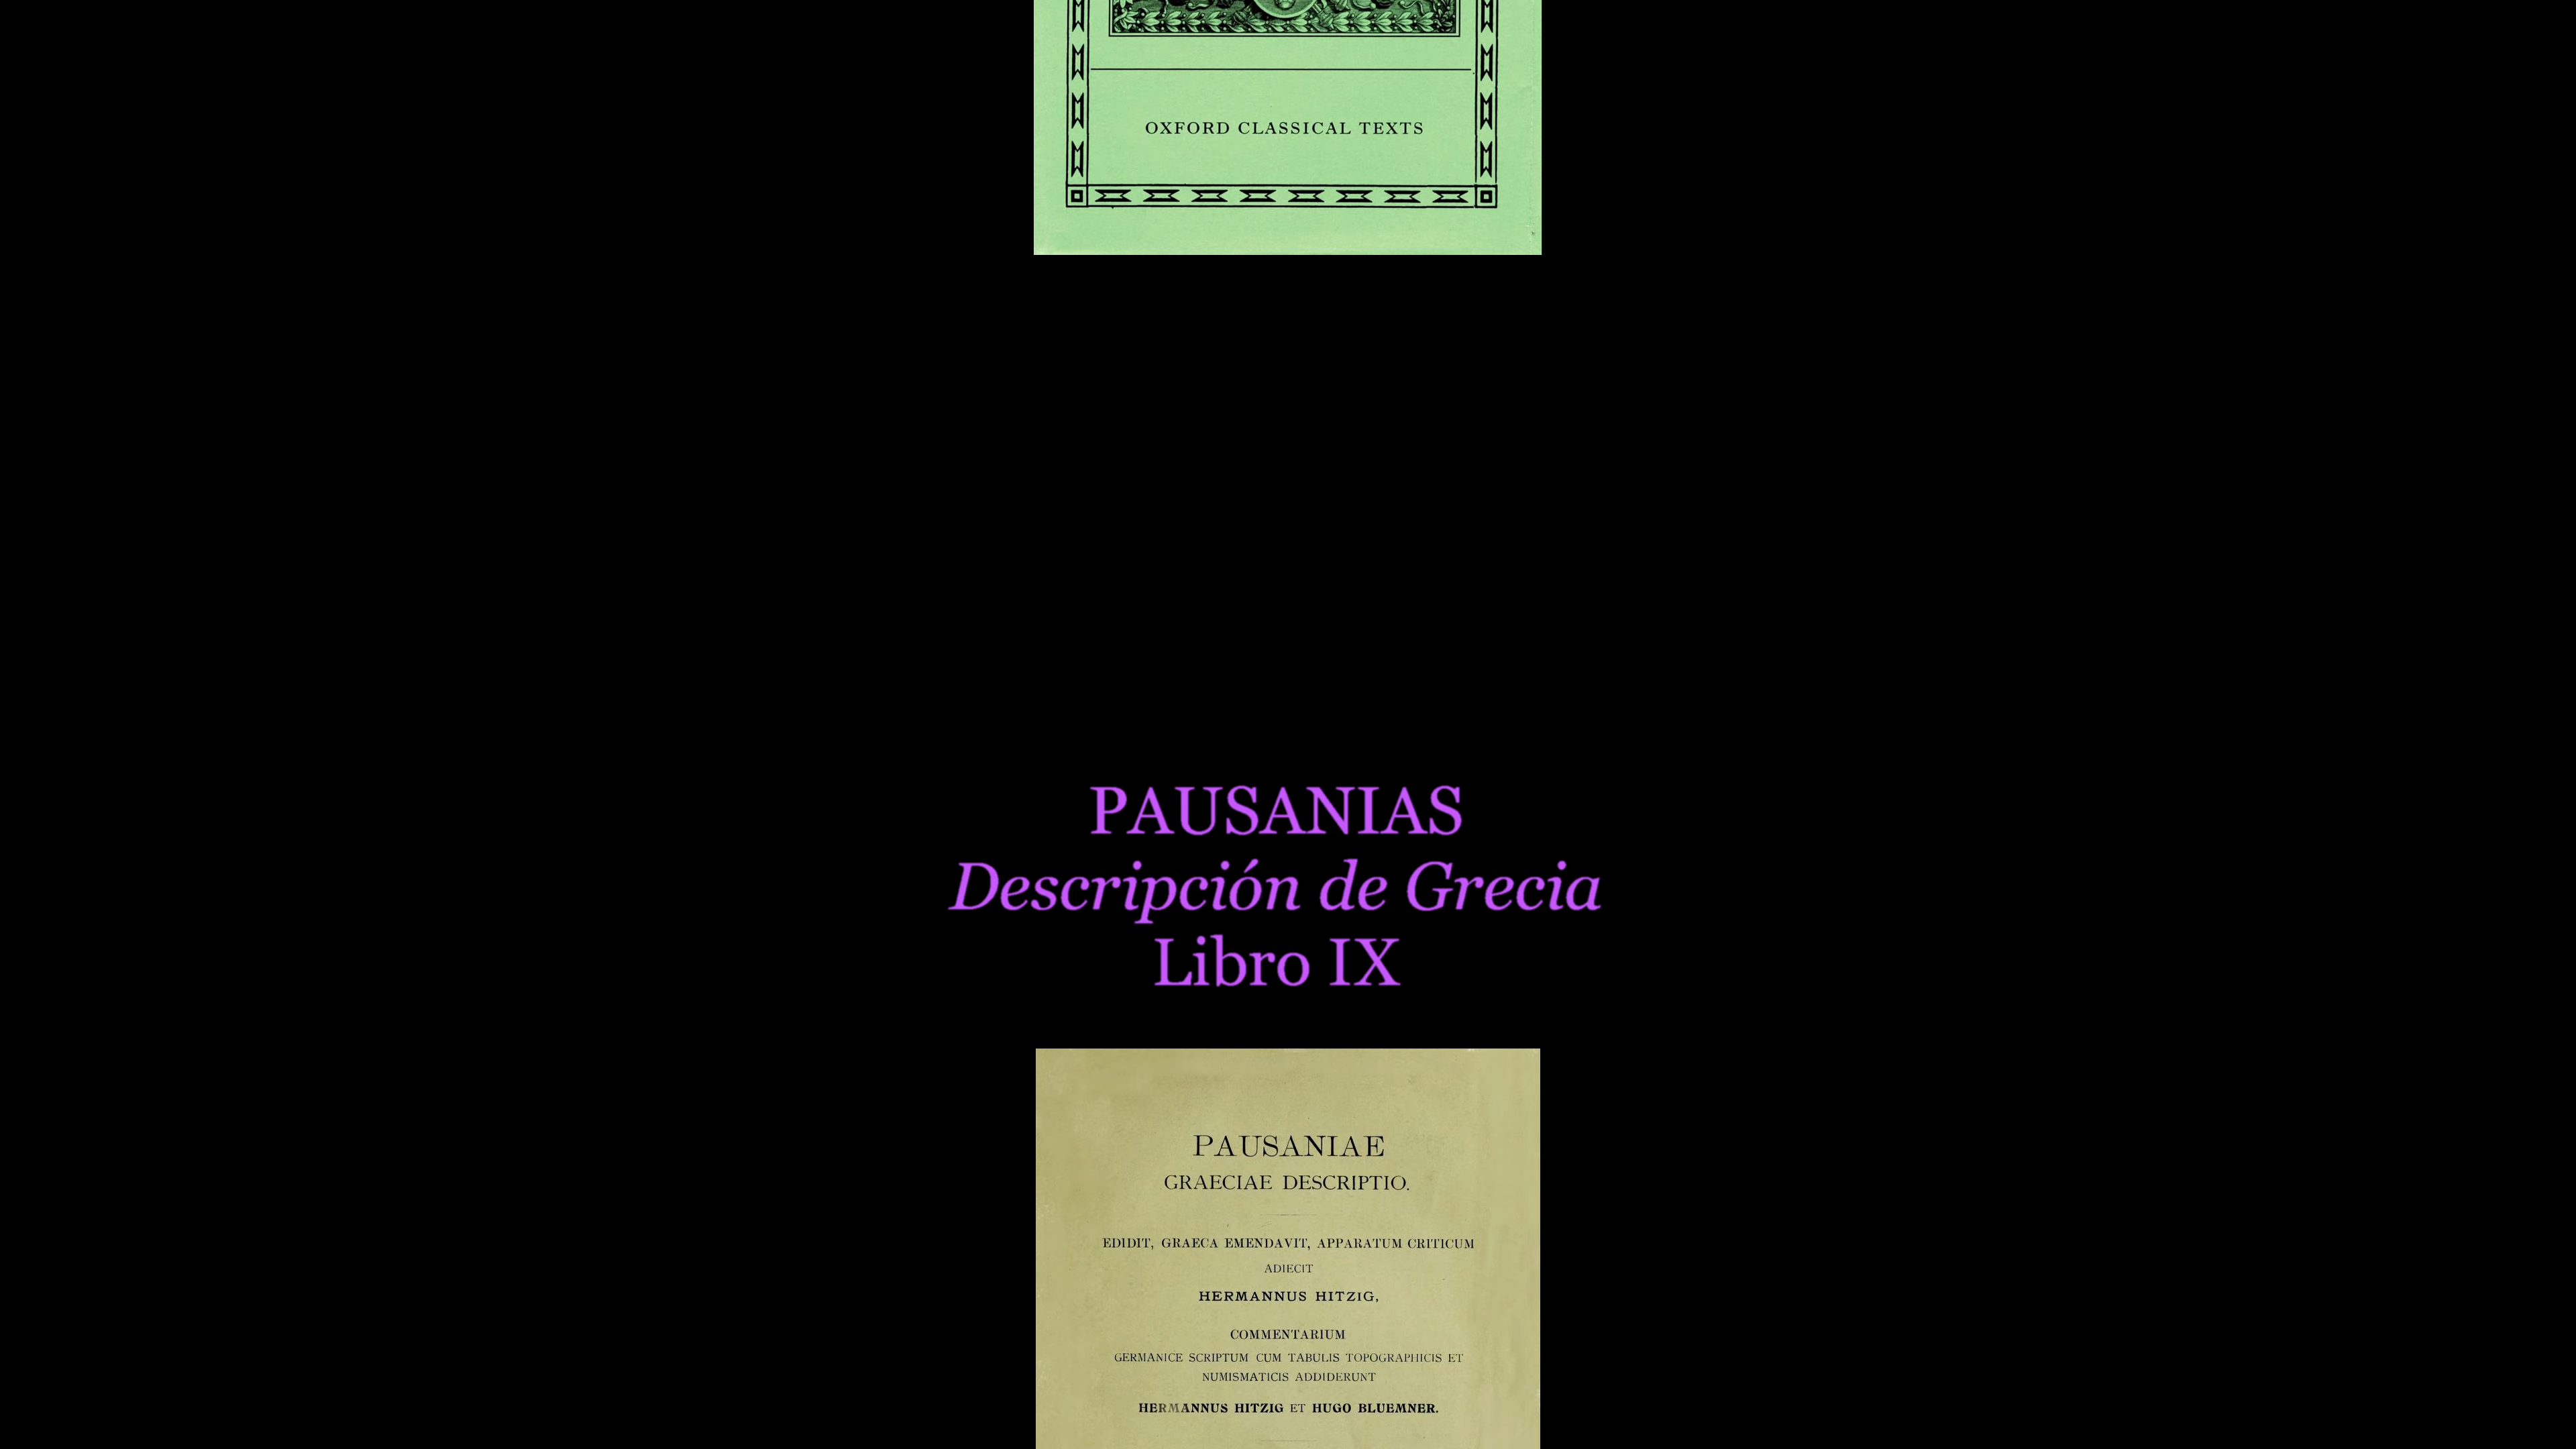 OXFORD CLASSICAL TEXTS
PAUSANIAS
Descripción de Grecia
Libro IX
PAUSANIAE
GRAECIAE DESCRIPTIO.
EDIDIT, GRAECA EMENDAVIT, APPARATUM CRITICUM
ADIECIT
HERMANNUS HITZIG,
COMMENTARIUM
GERMANICE SCRIPTUM CUM TABULIS TOPOGRAPHICIS ET
NUMISMATICIS ADDIDERUNT
HERMANNUS HITZIG ET HUGO BLUEMNER.